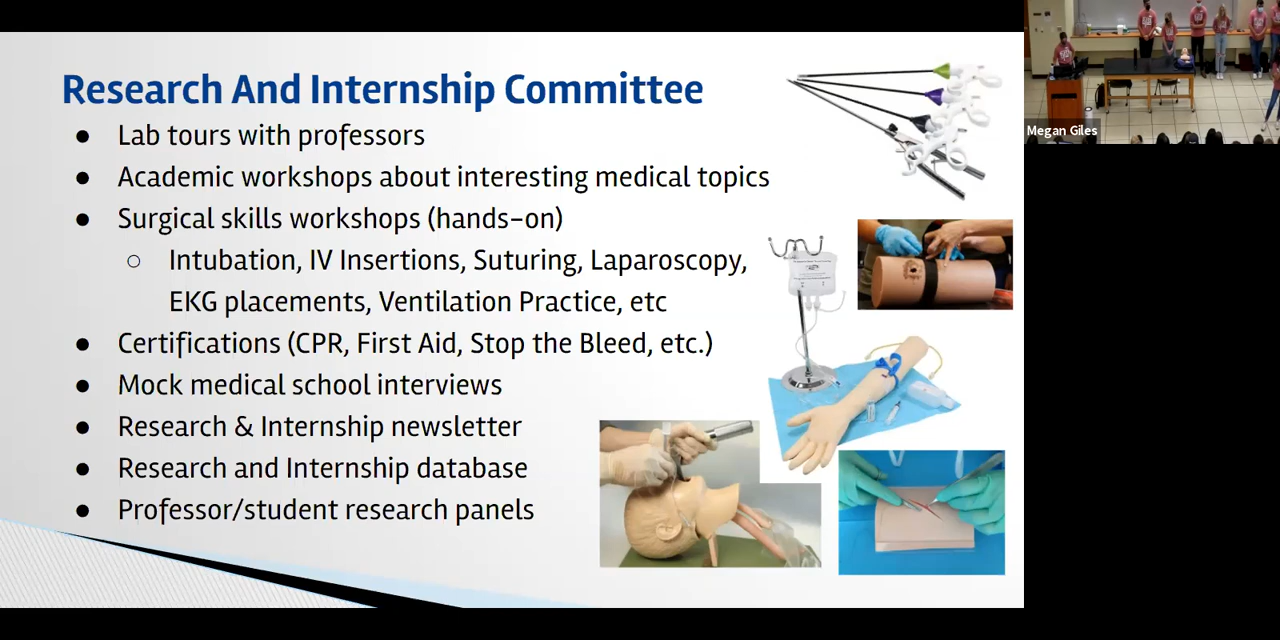 Research And Internship Committee
● Lab tours with professors
● Academic workshops about interesting medical topics
● Surgical skills workshops (hands-on)
○ Intubation, IV Insertions, Suturing, Laparoscopy,
EKG placements, Ventilation Practice, etc
● Certifications (CPR, First Aid, Stop the Bleed, etc.)
● Mock medical school interviews
● Research & Internship newsletter
● Research and Internship database
● Professor/student research panels
Megan Giles